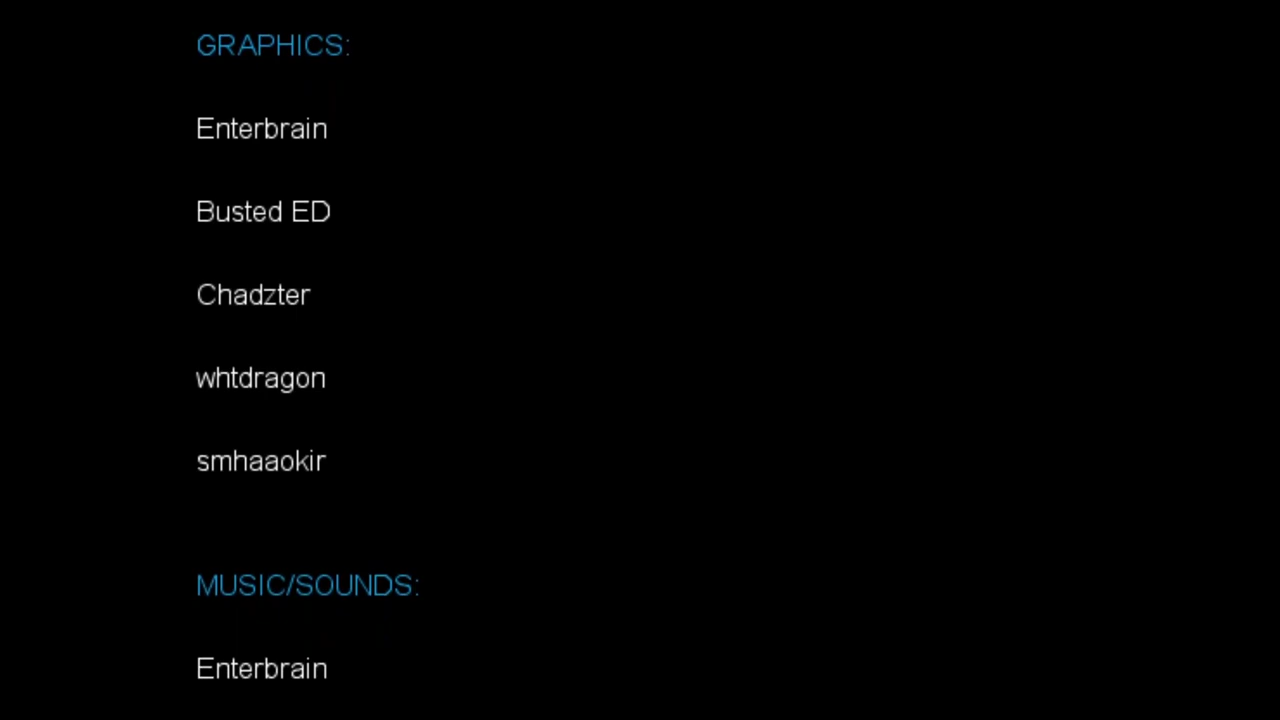 GRAPHICS:
Enterbrain
Busted ED
Chadzter
whtdragon
smhaaokir
MUSIC/SOUNDS:
Enterbrain